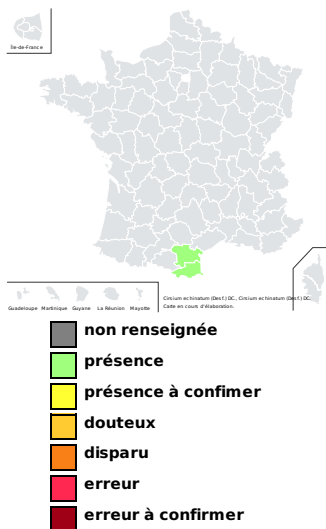 Île-de-France
Guadeloupe Martinique Guyane La Réunion Mayotte
Cirsium echinatum (Desf.) DC., Cirsium echinatum (Desf.) DC.
Carte en cours d'élaboration.
non renseignée
présence
présence à confimer
douteux
disparu
erreur
erreur à confirmer